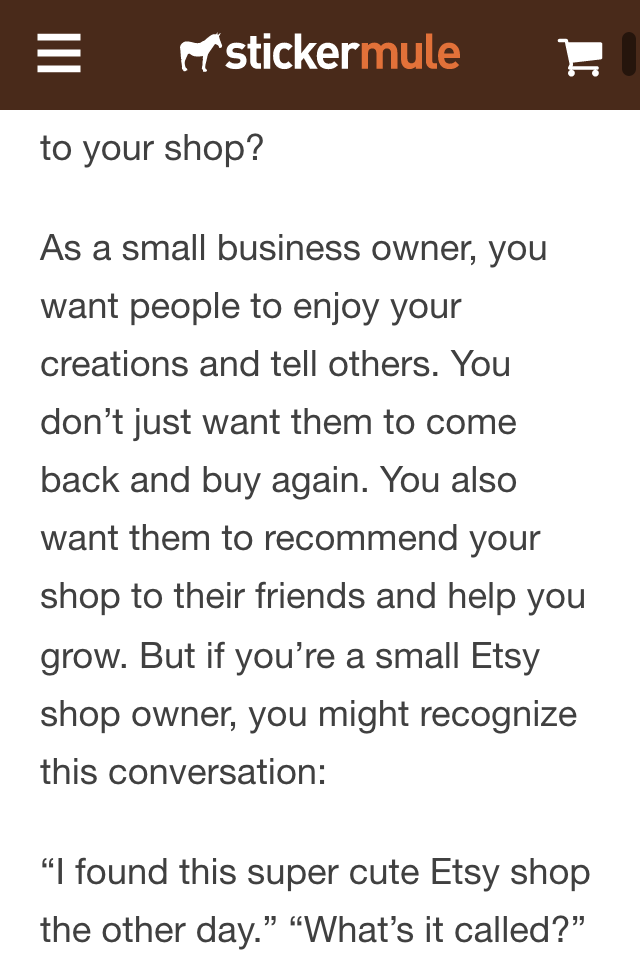 stickermule
to your shop?
As a small business owner, you
want people to enjoy your
creations and tell others. You
don’t just want them to come
back and buy again. You also
want them to recommend your
shop to their friends and help you
grow. But if you’re a small Etsy
shop owner, you might recognize
this conversation:
“I found this super cute Etsy shop
the other day.” “What’s it called?”